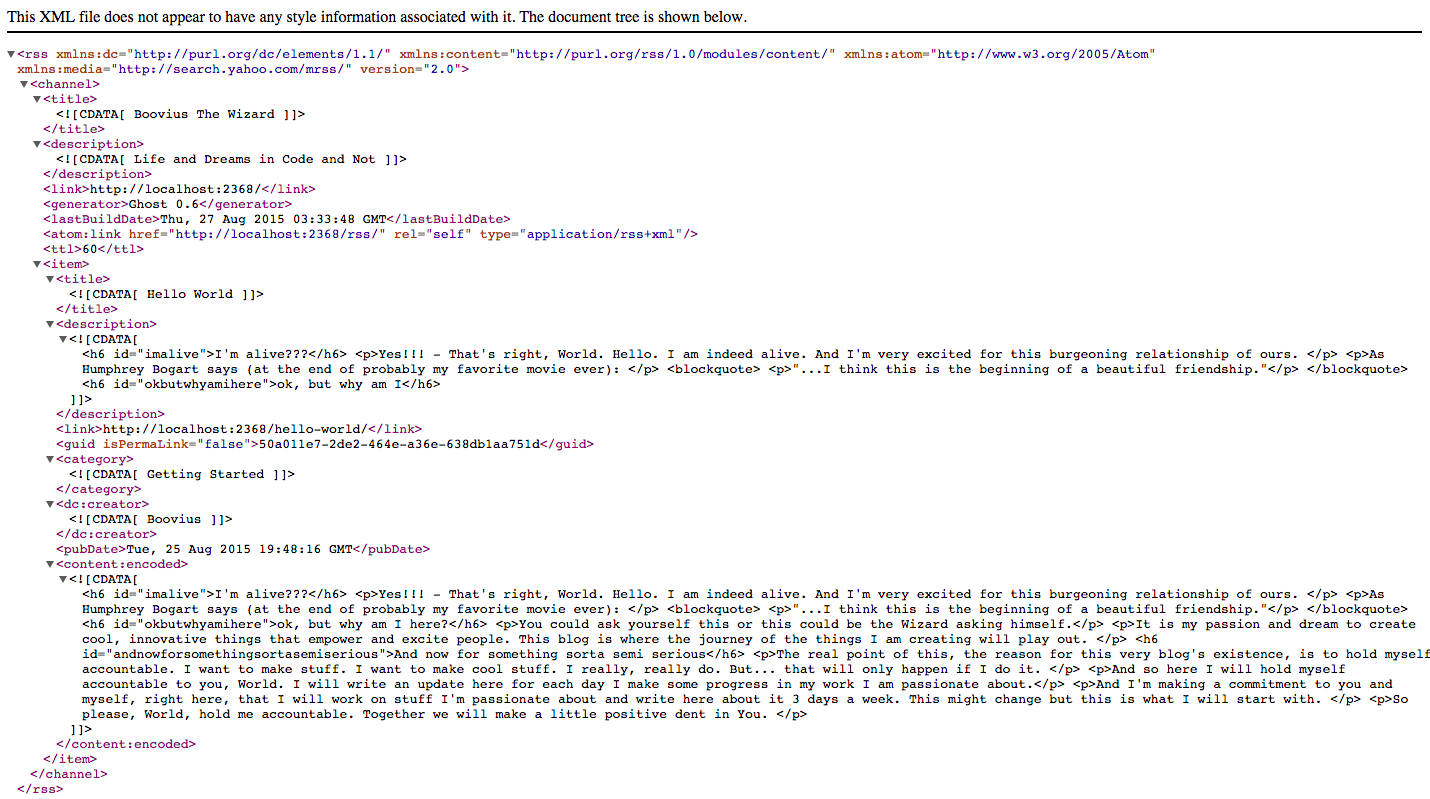 This XML file does not appear to have any style information associated with it. The document tree is shown below.
▼<rss xmlns:dc="http://purl.org/dc/elements/1.1/" xmlns:content="http://purl.org/rss/1.0/modules/content/" xmlns:atom="http://www.w3.org/2005/Atom"
xmlns:media="http://search.yahoo.com/mrss/" version="2.0">
▼<channel>
▼<title>
<![CDATA[ Boovius The Wizard ]]>
</title>
▼<description>
<![CDATA[ Life and Dreams in Code and Not ]]>
</description>
<link>http://localhost:2368/</link>
<generator>Ghost 0.6</generator>
<lastBuildDate>Thu, 27 Aug 2015 03:33:48 GMT</lastBuildDate>
<atom:link href="http://localhost:2368/rss/" rel="self" type="application/rss+xml"/>
<ttl>60</ttl>
▼<item>
▼<title>
<![CDATA[ Hello World ]]>
</title>
▼<description>
▼<![CDATA[
<h6 id="imalive">I'm alive???</h6> <p>Yes!!! - That's right, World. Hello. I am indeed alive. And I'm very excited for this burgeoning relationship of ours. </p> <p>As
Humphrey Bogart says (at the end of probably my favorite movie ever): </p> <blockquote> <p>"...I think this is the beginning of a beautiful friendship."</p> </blockquote>
<h6 id="okbutwhyamihere">ok, but why am I</h6>
]]>
</description>
<link>http://localhost:2368/hello-world/</link>
<guid isPermaLink="false">50a011e7-2de2-464e-a36e-638db1aa751d</guid>
▼<category>
<![CDATA[ Getting Started ]]>
</category>
▼<dc:creator>
<![CDATA[ Boovius ]]>
</dc:creator>
<pubDate>Tue, 25 Aug 2015 19:48:16 GMT</pubDate>
▼<content:encoded>
▼<![CDATA[
<h6 id="imalive">I'm alive???</h6> <p>Yes!!! - That's right, World. Hello. I am indeed alive. And I'm very excited for this burgeoning relationship of ours. </p> <p>As
Humphrey Bogart says (at the end of probably my favorite movie ever): </p> <blockquote> <p>"...I think this is the beginning of a beautiful friendship."</p> </blockquote>
<h6 id="okbutwhyamihere">ok, but why am I here?</h6> <p>You could ask yourself this or this could be the Wizard asking himself.</p> <p>It is my passion and dream to create
cool, innovative things that empower and excite people. This blog is where the journey of the things I am creating will play out. </p> <h6
id="andnowforsomethingsortasemiserious">And now for something sorta semi serious</h6> <p>The real point of this, the reason for this very blog's existence, is to hold myself
accountable. I want to make stuff. I want to make cool stuff. I really, really do. But... that will only happen if I do it. </p> <p>And so here I will hold myself
accountable to you, World. I will write an update here for each day I make some progress in my work I am passionate about.</p> <p>And I'm making a commitment to you and
myself, right here, that I will work on stuff I'm passionate about and write here about it 3 days a week. This might change but this is what I will start with. </p> <p>So
please, World, hold me accountable. Together we will make a little positive dent in You. </p>
]]>
</content:encoded>
</item>
</channel>
</rss>